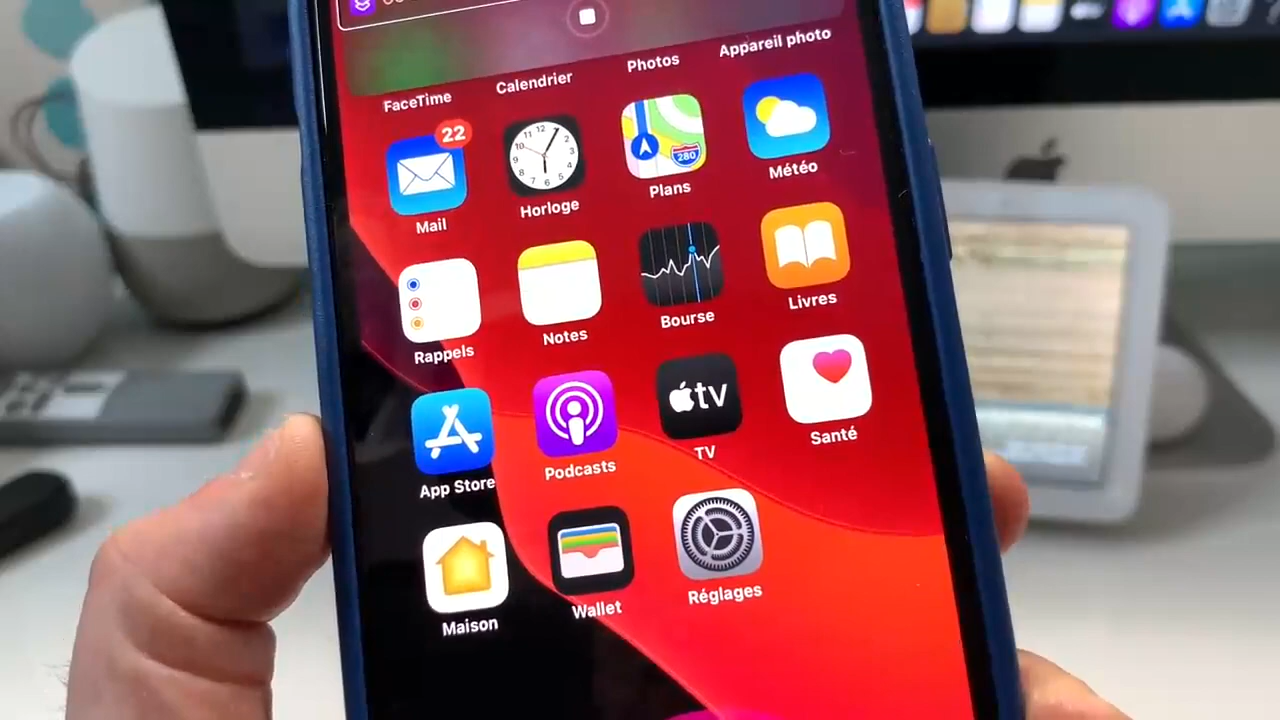 FaceTime
Calendrier
Photos
Appareil photo
22
Mail
Horloge
280
Plans
Météo
Rappels
Notes
Bourse
Livres
App Store
Podcasts
tv
TV
Santé
Maison
Wallet
Réglages